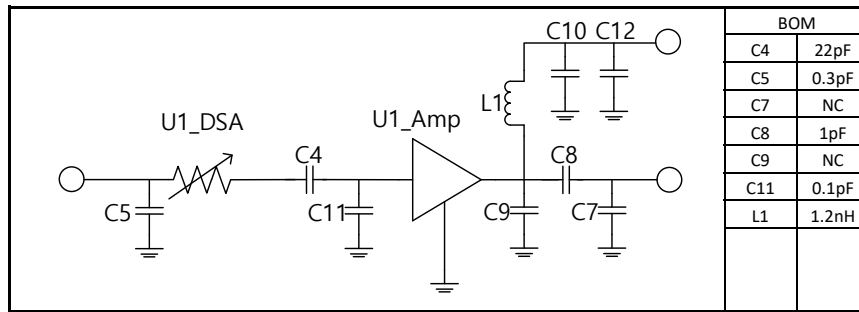 C10 C12
L1
U1_DSA
U1_Amp
C4
C8
C5
C11
C9
C7
BOM
C4 22pF
C5 0.3pF
C7 NC
C8 1pF
C9 NC
C11 0.1pF
L1 1.2nH